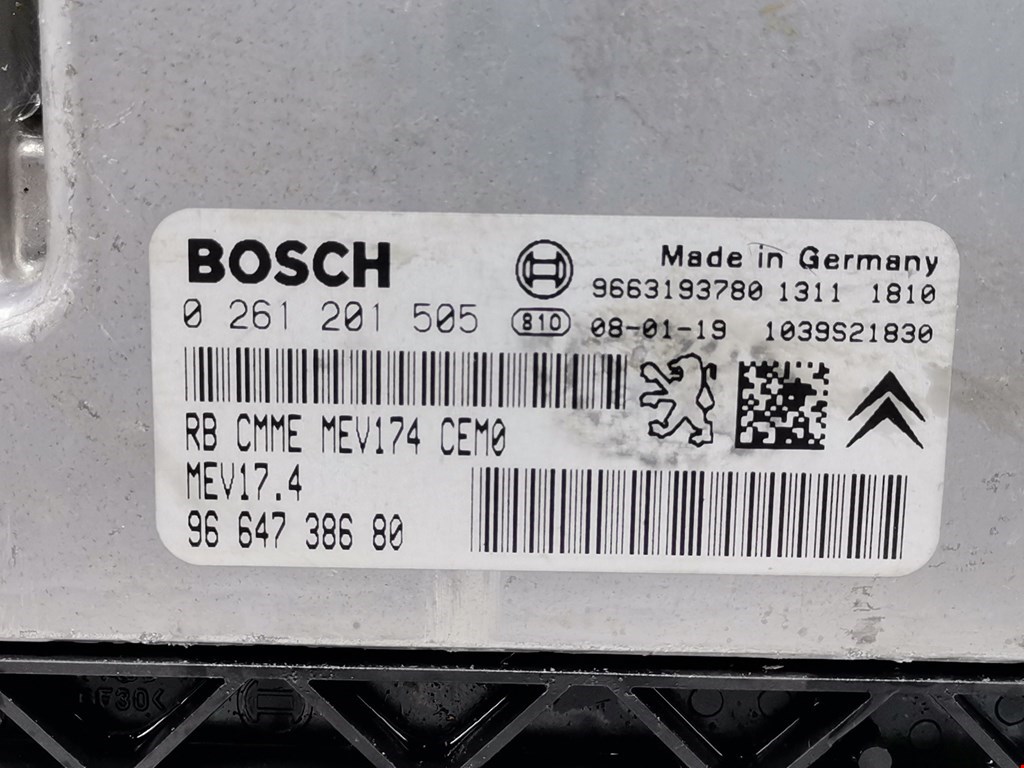 BOSCH
Made in Germany
9663193780 1311 1810
0 261 201 505
810
08-01-19 1039S21830
RB CMME MEV174 CEM0
MEV17.4
96 647 386 80